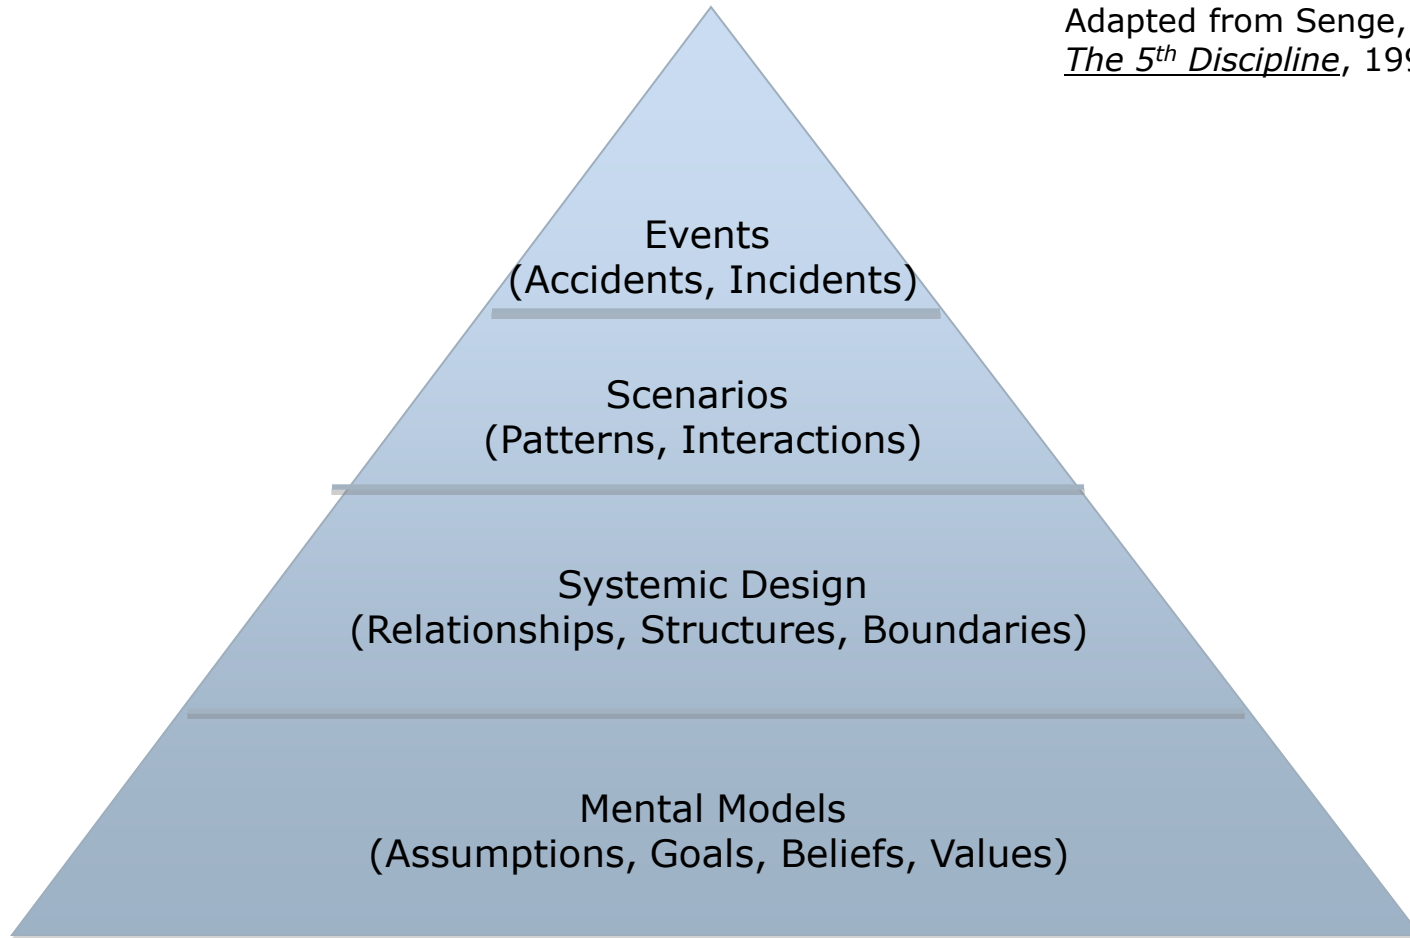 Adapted from Senge,
The 5th Discipline, 199
Events
(Accidents, Incidents)
Scenarios
(Patterns, Interactions)
Systemic Design
(Relationships, Structures, Boundaries)
Mental Models
(Assumptions, Goals, Beliefs, Values)